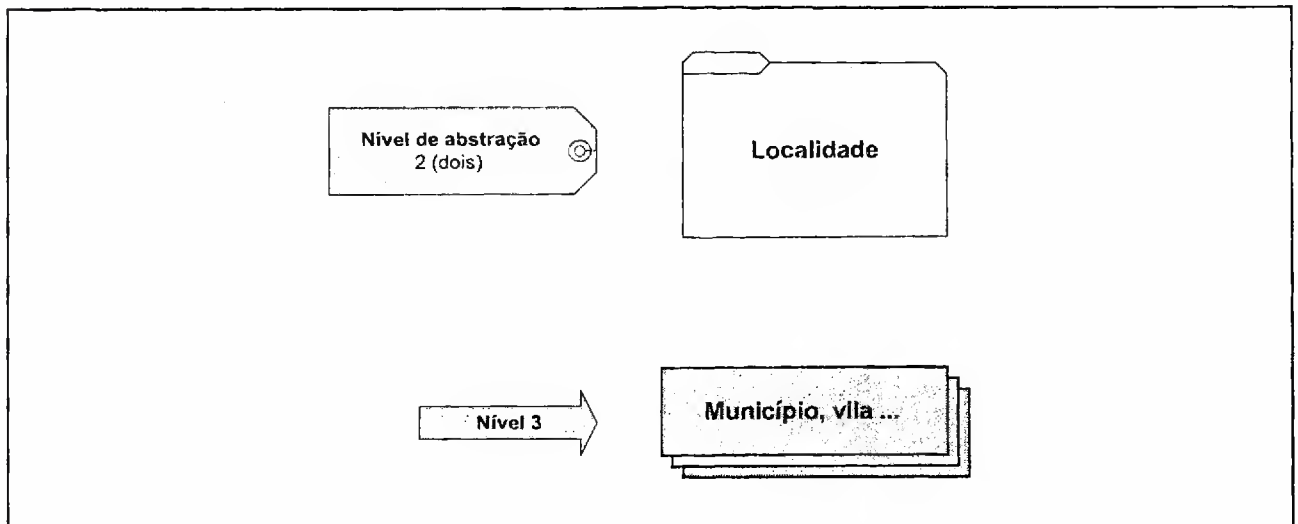 Nível de abstração
2 (dois)
Localidade
Nível 3
Município, vila ...